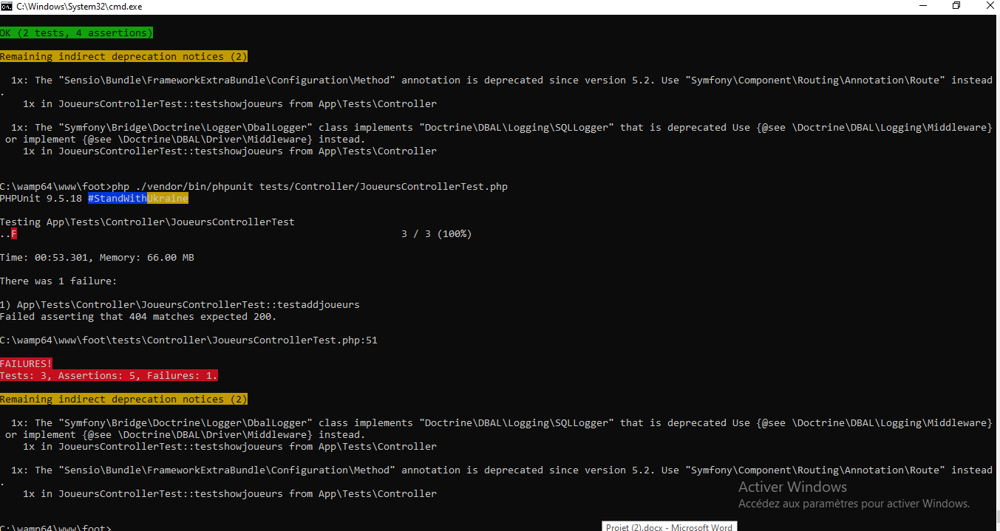 C:\Windows\System32\cmd.exe
OK (2 tests, 4 assertions)
Remaining indirect deprecation notices (2)
1x: The "Sensio\Bundle\FrameworkExtraBundle\Configuration\Method" annotation is deprecated since version 5.2. Use "Symfony\Component\Routing\Annotation\Route" instead
.
1x in JoueursControllerTest::testshowjoueurs from App\Tests\Controller
1x: The "Symfony\Bridge\Doctrine\Logger\DbalLogger" class implements "Doctrine\DBAL\Logging\SQLLogger" that is deprecated Use {@see \Doctrine\DBAL\Logging\Middleware}
or implement {@see \Doctrine\DBAL\Driver\Middleware} instead.
1x in JoueursControllerTest::testshowjoueurs from App\Tests\Controller
C:\wamp64\www\foot>php ./vendor/bin/phpunit tests/Controller/JoueursControllerTest.php
PHPUnit 9.5.18 #StandWithUkraine
Testing App\Tests\Controller\JoueursControllerTest
..F 3 / 3 (100%)
Time: 00:53.301, Memory: 66.00 MB
There was 1 failure:
1) App\Tests\Controller\JoueursControllerTest::testaddjoueurs
Failed asserting that 404 matches expected 200.
C:\wamp64\www\foot\tests\Controller\JoueursControllerTest.php:51
FAILURES!
Tests: 3, Assertions: 5, Failures: 1.
Remaining indirect deprecation notices (2)
1x: The "Symfony\Bridge\Doctrine\Logger\DbalLogger" class implements "Doctrine\DBAL\Logging\SQLLogger" that is deprecated Use {@see \Doctrine\DBAL\Logging\Middleware}
or implement {@see \Doctrine\DBAL\Driver\Middleware} instead.
1x in JoueursControllerTest::testshowjoueurs from App\Tests\Controller
1x: The "Sensio\Bundle\FrameworkExtraBundle\Configuration\Method" annotation is deprecated since version 5.2. Use "Symfony\Component\Routing\Annotation\Route" instead
.
1x in JoueursControllerTest::testshowjoueurs from App\Tests\Controller
Activer Windows
Accédez aux paramètres pour activer Windows.
C:\wamp64\www\foot>
Projet (2).docx - Microsoft Word